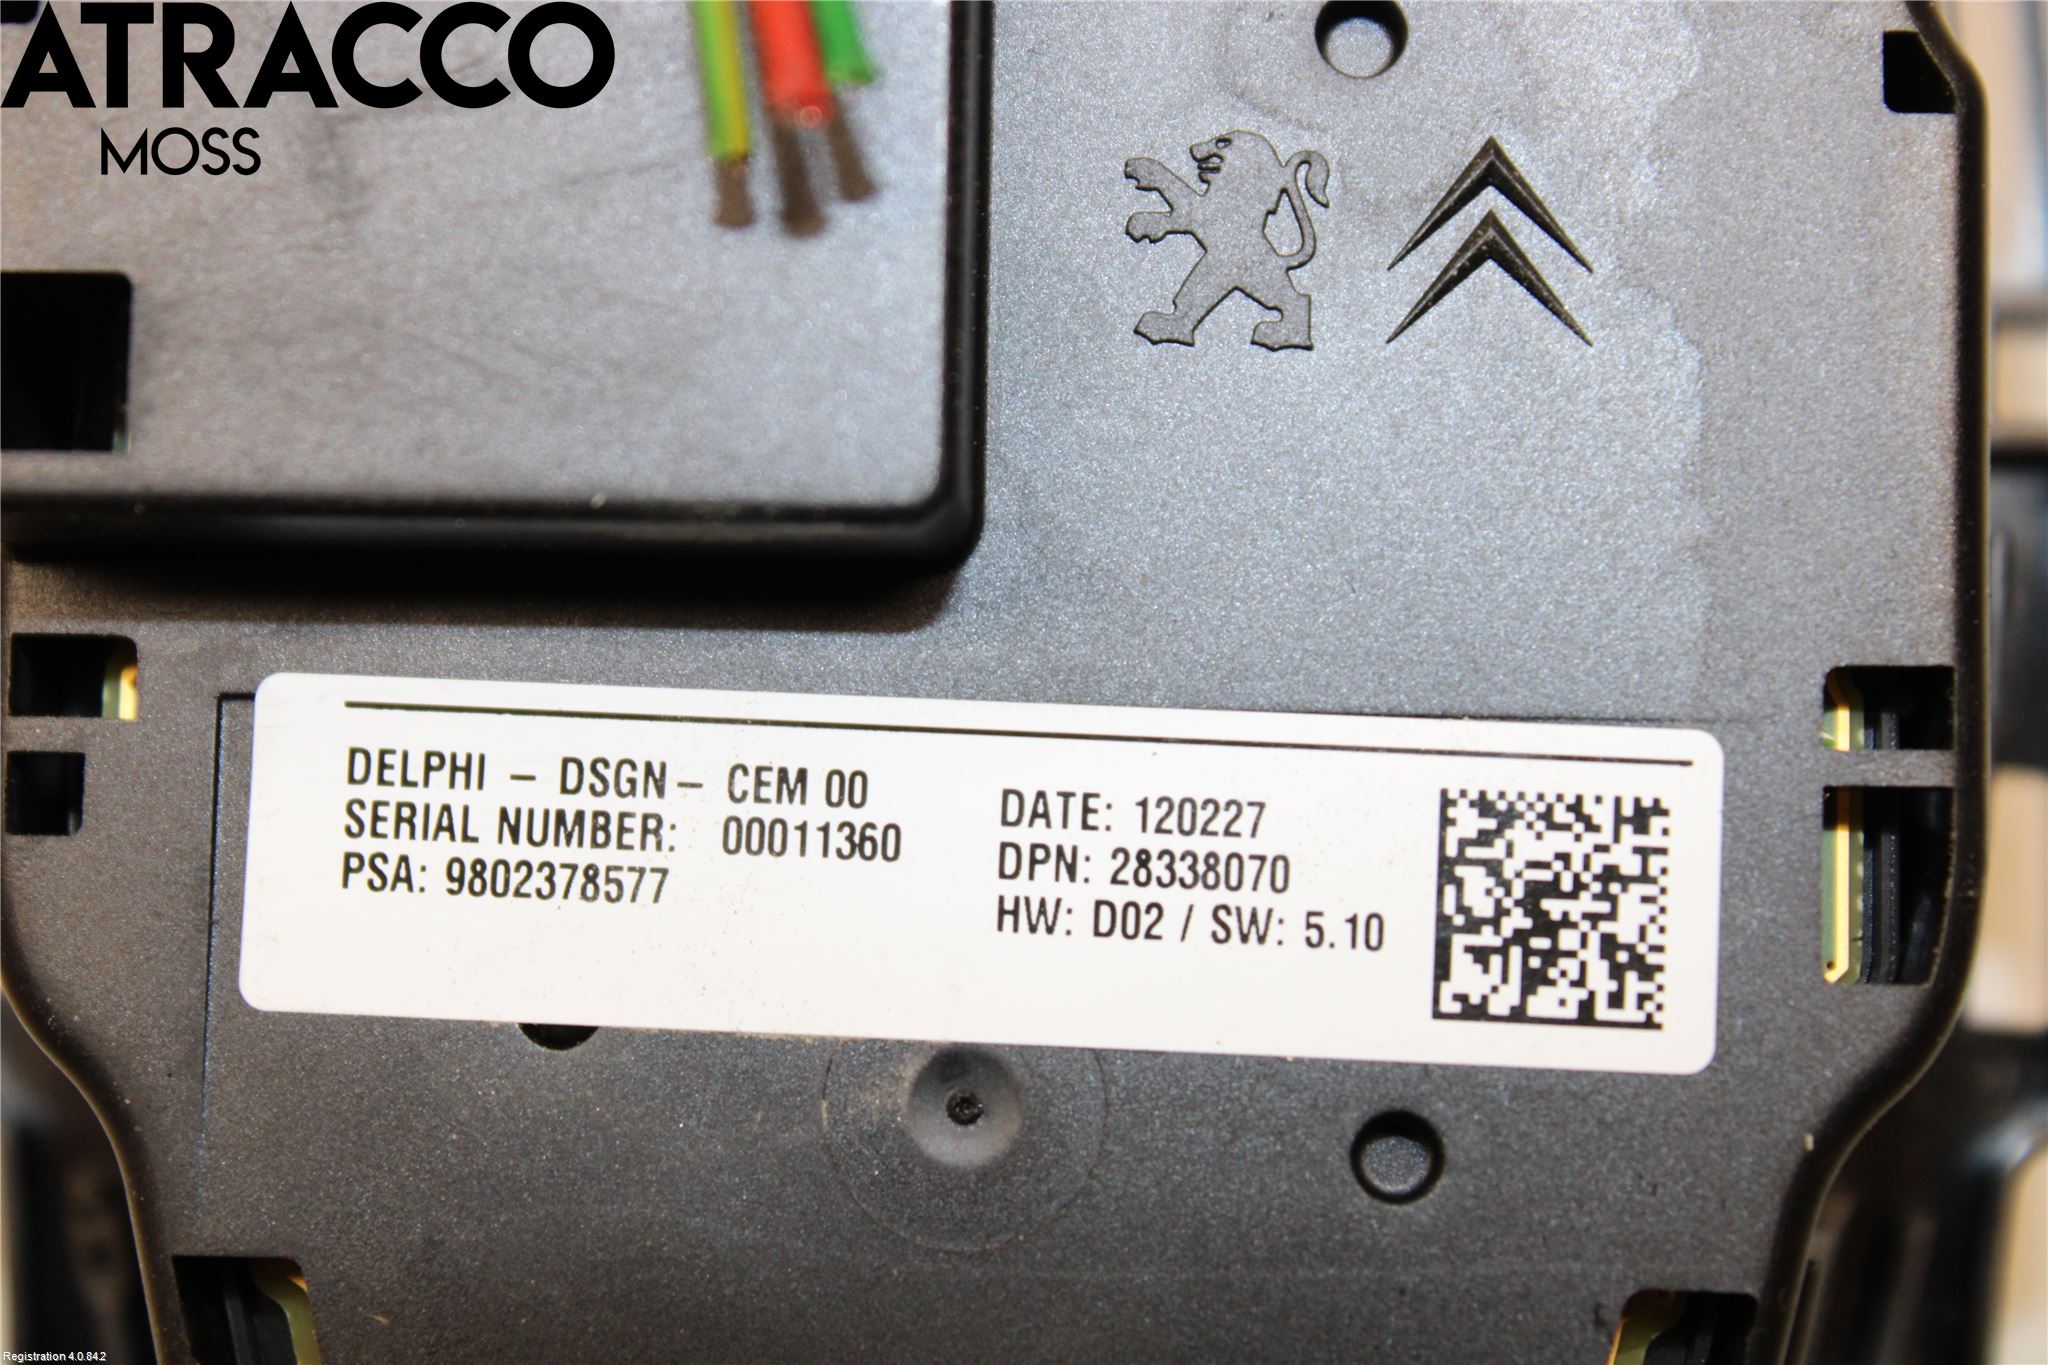 ATRACCO
MOSS
DELPHI - DSGN - CEM 00
SERIAL NUMBER: 00011360
PSA: 9802378577
DATE: 120227
DPN: 28338070
HW: D02 / SW: 5.10
Registration 4.0.84.2